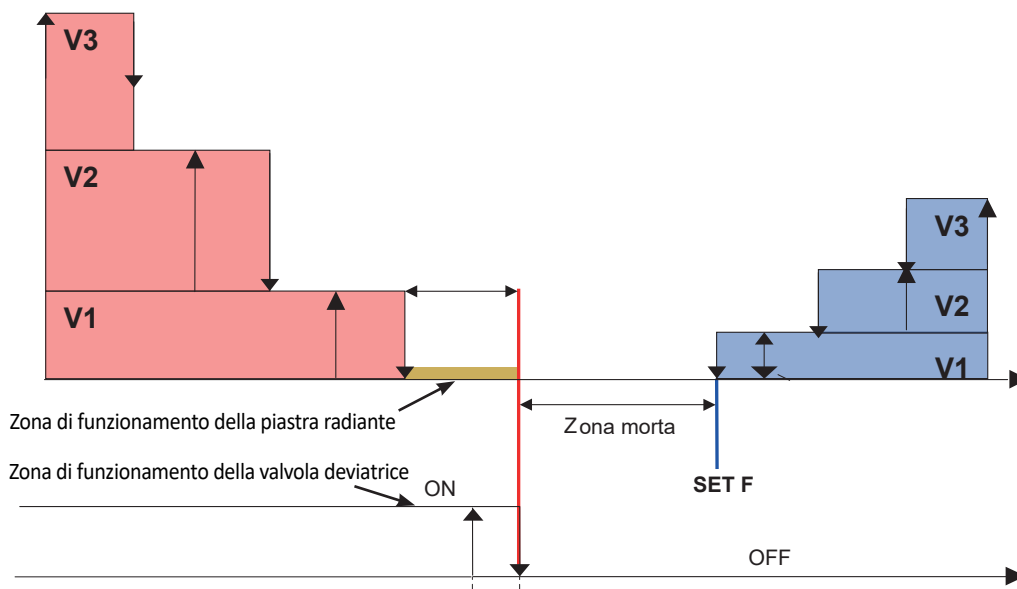 V3
V2
V1
V3
V2
V1
Zona di funzionamento della piastra radiante
Zona morta
Zona di funzionamento della valvola deviatrice
ON
SET F
OFF